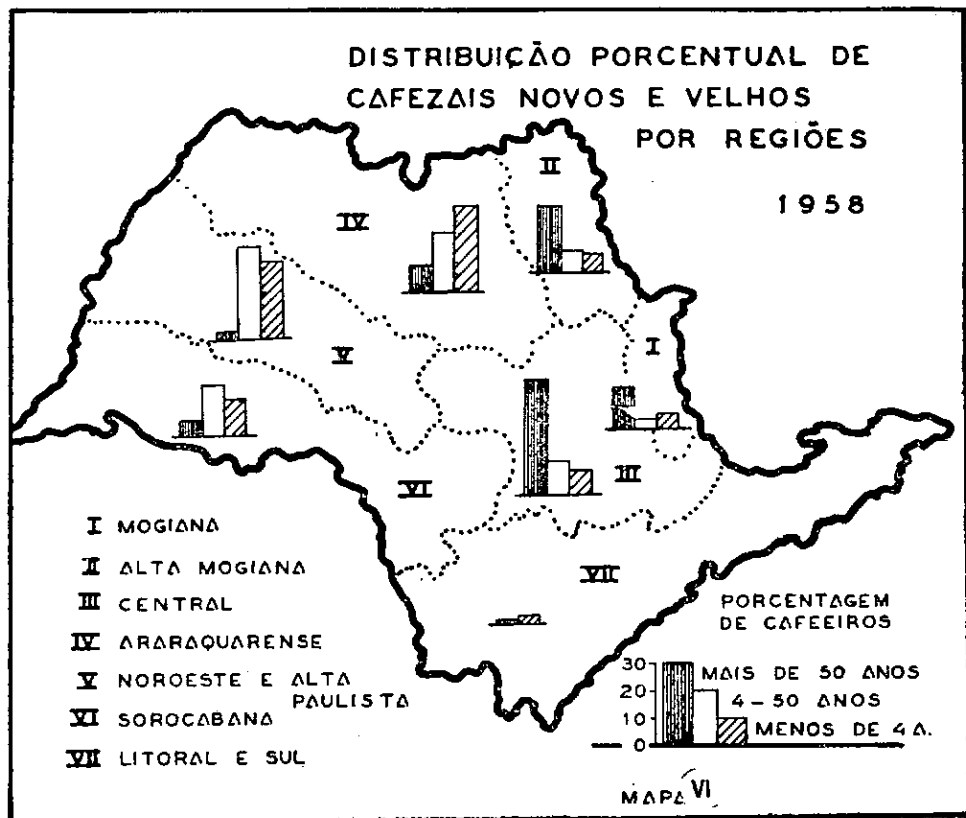 DISTRIBUIÇÃO PORCENTUAL DE
CAFEZAIS NOVOS E VELHOS
POR REGIÕES
1958
II
IV
I
V
VI
III
VII
I MOGIANA
II ALTA MOGIANA
III CENTRAL
IV ARARAQUARENSE
V NOROESTE E ALTA
PAULISTA
VI SOROCABANA
VII LITORAL E SUL
PORCENTAGEM
DE CAFEEIROS
30
20
10
0
MAIS DE 50 ANOS
4-50 ANOS
MENOS DE 4 A.
MAPA VI